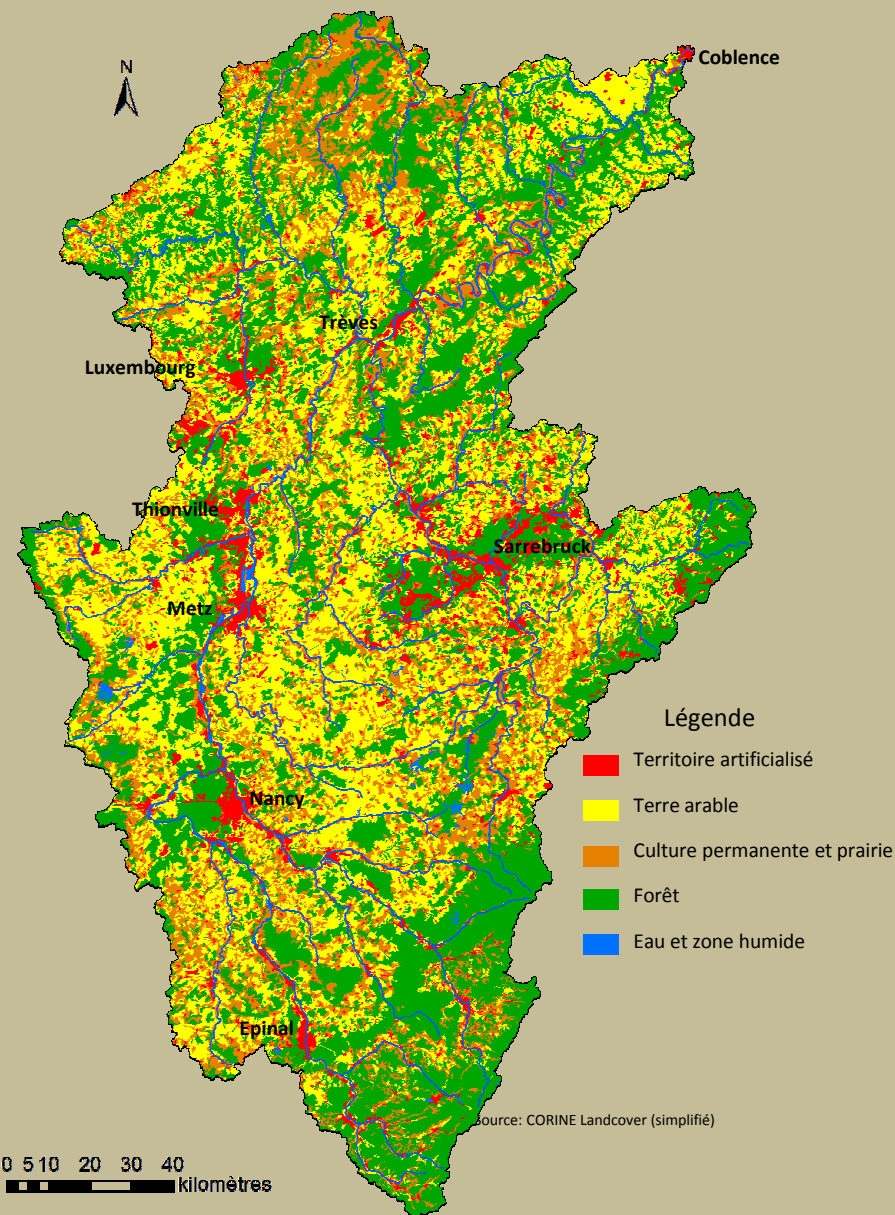 N
Coblence
Trèves
Luxembourg
Thionville
Sarrebruck
Metz
Légende
Territoire artificialisé
Terre arable
Culture permanente et prairie
Forêt
Eau et zone humide
Nancy
Epinal
Source: CORINE Landcover (simplifié)
0 5 10 20 30 40
kilomètres